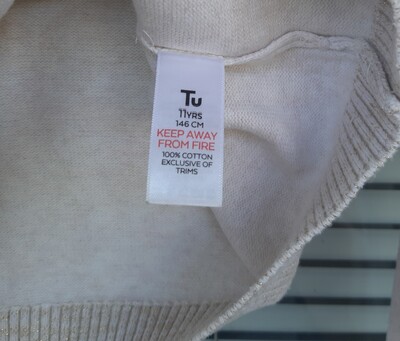 Tu
11YRS
146 CM
KEEP AWAY
FROM FIRE
100% COTTON
EXCLUSIVE OF
TRIMS